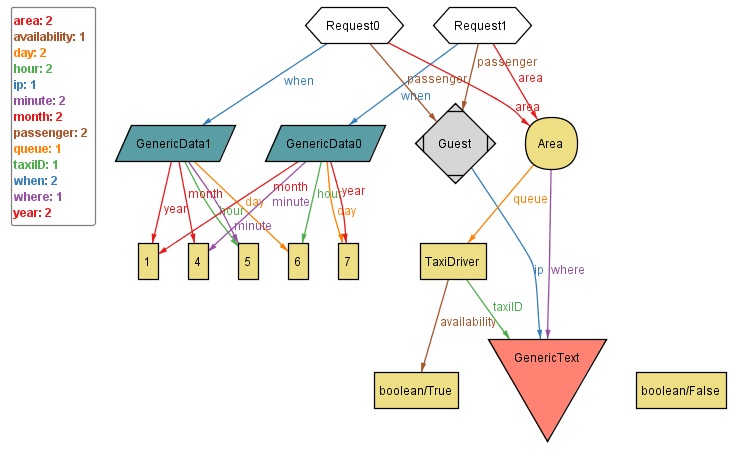 area: 2
availability: 1
day: 2
hour: 2
ip: 1
minute: 2
month: 2
passenger: 2
queue: 1
taxiID: 1
when: 2
where: 1
year: 2
Request0
Request1
when
passenger
passenger
area
when
area
GenericData1
GenericData0
Guest
Area
year
month
hour
minute
day
month
minute
hour
day
year
queue
1
4
5
6
7
TaxiDriver
ip
where
availability
taxiID
GenericText
boolean/True
boolean/False